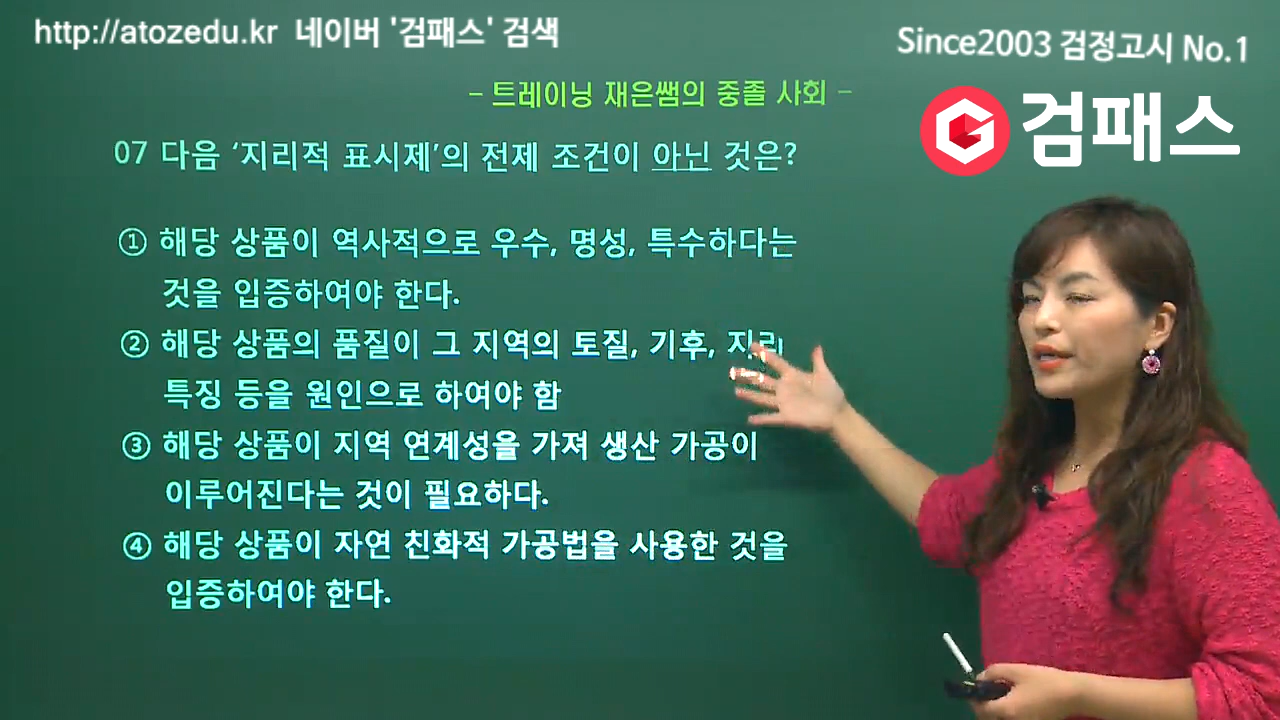 http://atozedu.kr 네이버 '검패스' 검색
Since2003 검정고시 No.1
검패스
- 트레이닝 재은쌤의 중졸 사회 -
07 다음 ‘지리적 표시제’의 전제 조건이 아닌 것은?
① 해당 상품이 역사적으로 우수, 명성, 특수하다는
것을 입증하여야 한다.
② 해당 상품의 품질이 그 지역의 토질, 기후, 지리
특징 등을 원인으로 하여야 함
③ 해당 상품이 지역 연계성을 가져 생산 가공이
이루어진다는 것이 필요하다.
④ 해당 상품이 자연 친화적 가공법을 사용한 것을
입증하여야 한다.